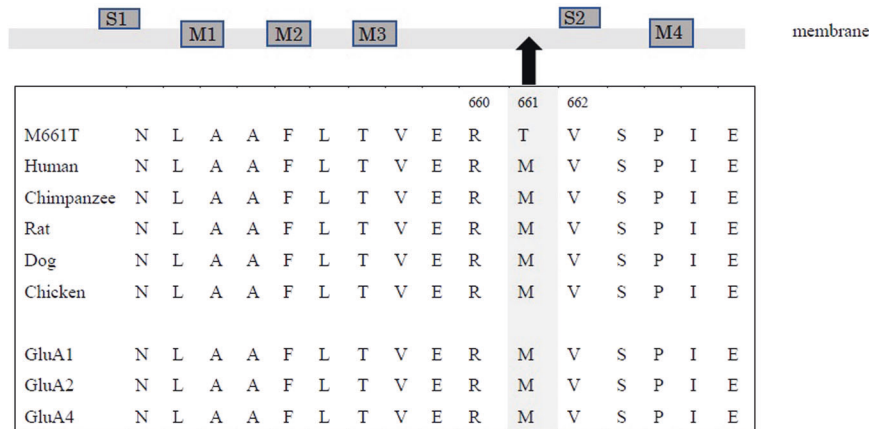 S1 S2
M1 M2 M3 M4 membrane
660 661 662
M661T N L A A F L T V E R T V S P I E
Human N L A A F L T V E R M V S P I E
Chimpanzee N L A A F L T V E R M V S P I E
Rat N L A A F L T V E R M V S P I E
Dog N L A A F L T V E R M V S P I E
Chicken N L A A F L T V E R M V S P I E
GluA1 N L A A F L T V E R M V S P I E
GluA2 N L A A F L T V E R M V S P I E
GluA4 N L A A F L T V E R M V S P I E